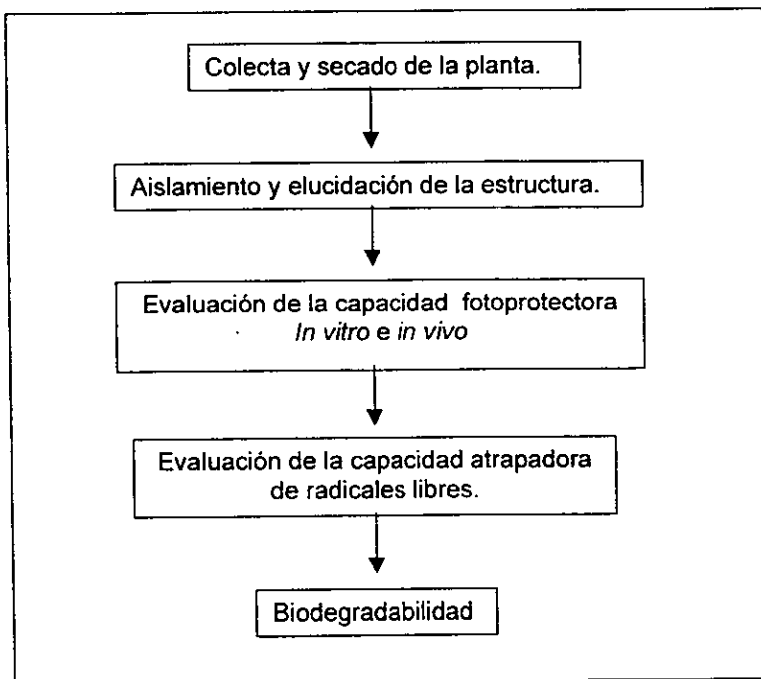 Colecta y secado de la planta.
Aislamiento y elucidación de la estructura.
Evaluación de la capacidad fotoprotectora
In vitro e in vivo
Evaluación de la capacidad atrapadora
de radicales libres.
Biodegradabilidad